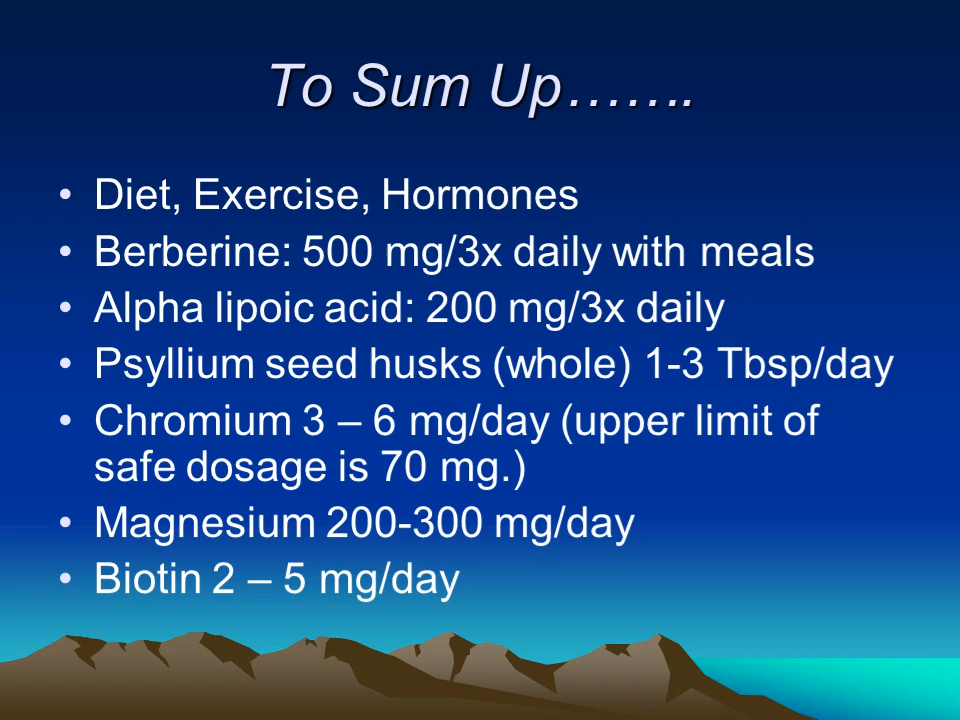 To Sum Up…….
• Diet, Exercise, Hormones
• Berberine: 500 mg/3x daily with meals
• Alpha lipoic acid: 200 mg/3x daily
• Psyllium seed husks (whole) 1-3 Tbsp/day
• Chromium 3 – 6 mg/day (upper limit of
safe dosage is 70 mg.)
• Magnesium 200-300 mg/day
• Biotin 2 – 5 mg/day